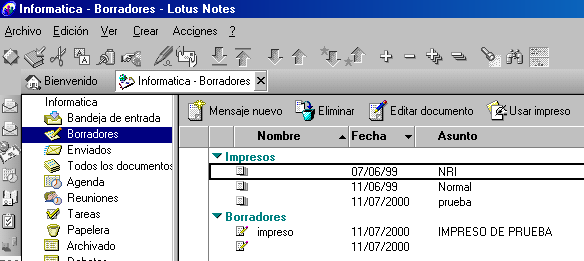 Informatica - Borradores - Lotus Notes
Archivo Edición Ver Crear Acciones ?
Bienvenido Informatica - Borradores
Informatica
Bandeja de entrada
Borradores
Enviados
Todos los documentos
Agenda
Reuniones
Tareas
Papelera
Archivado
Mensaje nuevo Eliminar Editar documento Usar impreso
Nombre Fecha Asunto
Impresos
07/06/99 NRI
11/06/99 Normal
11/07/2000 prueba
Borradores
impreso 11/07/2000 IMPRESO DE PRUEBA
11/07/2000